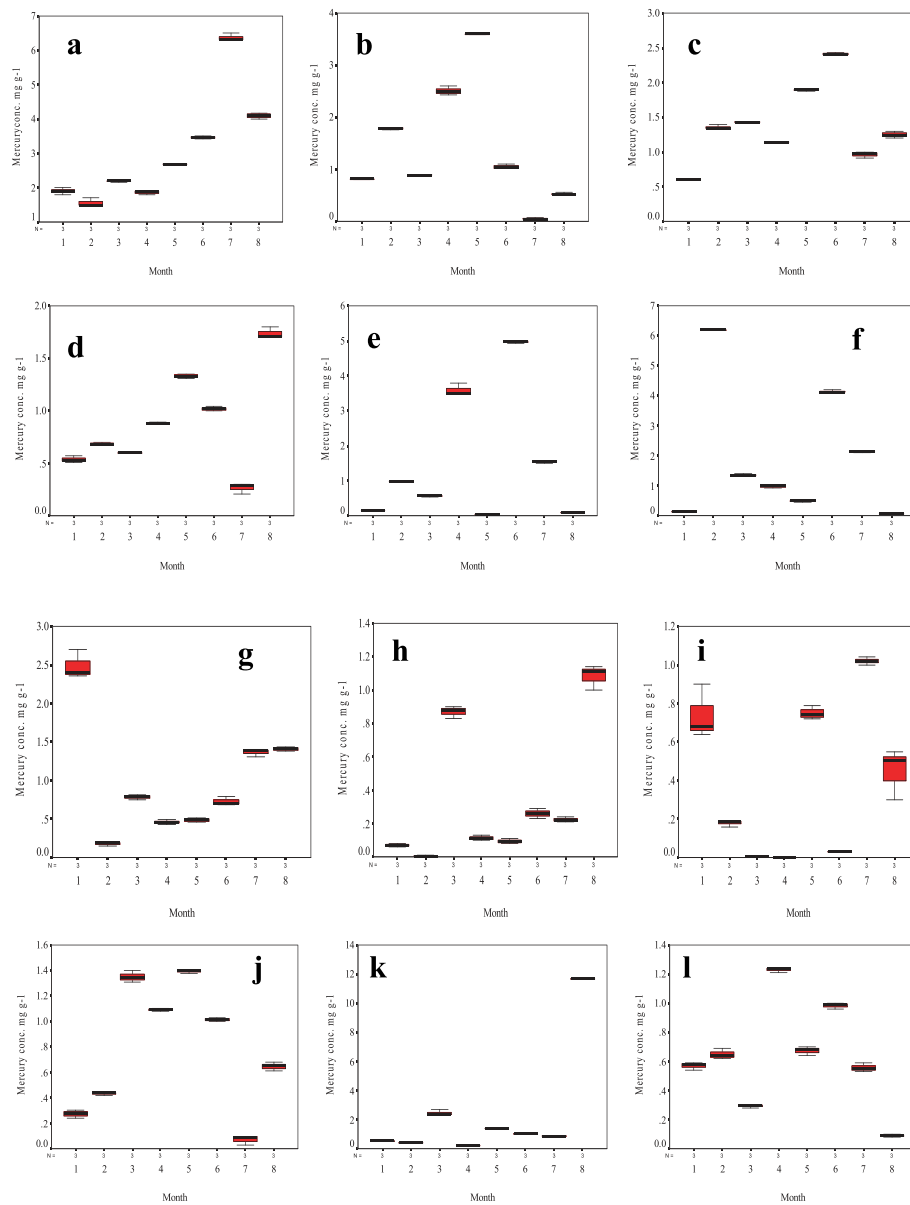 a
7
6
5
4
3
2
1
Mercury conc. mg g-1
N = 3 3 3 3 3 3 3 3
1 2 3 4 5 6 7 8
Month
b
4
3
2
1
0
Mercury conc. mg g-1
N = 3 3 3 3 3 3 3 3
1 2 3 4 5 6 7 8
Month
c
3.0
2.5
2.0
1.5
1.0
.5
0.0
Mercury conc. mg g-1
N = 3 3 3 3 3 3 3 3
1 2 3 4 5 6 7 8
Month
d
2.0
1.5
1.0
.5
0.0
Mercury conc. mg g-1
N = 3 3 3 3 3 3 3 3
1 2 3 4 5 6 7 8
Month
e
6
5
4
3
2
1
0
Mercury conc. mg g-1
N = 3 3 3 3 3 3 3 3
1 2 3 4 5 6 7 8
Month
f
7
6
5
4
3
2
1
0
Mercury conc. mg g-1
N = 3 3 3 3 3 3 3 3
1 2 3 4 5 6 7 8
Month
g
3.0
2.5
2.0
1.5
1.0
.5
0.0
Mercury conc. mg g-1
N = 3 3 3 3 3 3 3 3
1 2 3 4 5 6 7 8
Month
h
1.4
1.2
1.0
.8
.6
.4
.2
0.0
Mercury conc. mg g-1
N = 3 3 3 3 3 3 3 3
1 2 3 4 5 6 7 8
Month
i
1.2
1.0
.8
.6
.4
.2
0.0
Mercury conc. mg g-1
N = 3 3 3 3 3 3 3 3
1 2 3 4 5 6 7 8
Month
j
1.6
1.4
1.2
1.0
.8
.6
.4
.2
0.0
Mercury conc. mg g-1
N = 3 3 3 3 3 3 3 3
1 2 3 4 5 6 7 8
Month
k
14
12
10
8
6
4
2
0
Mercury conc. mg g-1
N = 3 3 3 3 3 3 3 3
1 2 3 4 5 6 7 8
Month
l
1.4
1.2
1.0
.8
.6
.4
.2
0.0
Mercury conc. mg g-1
N = 3 3 3 3 3 3 3 3
1 2 3 4 5 6 7 8
Month